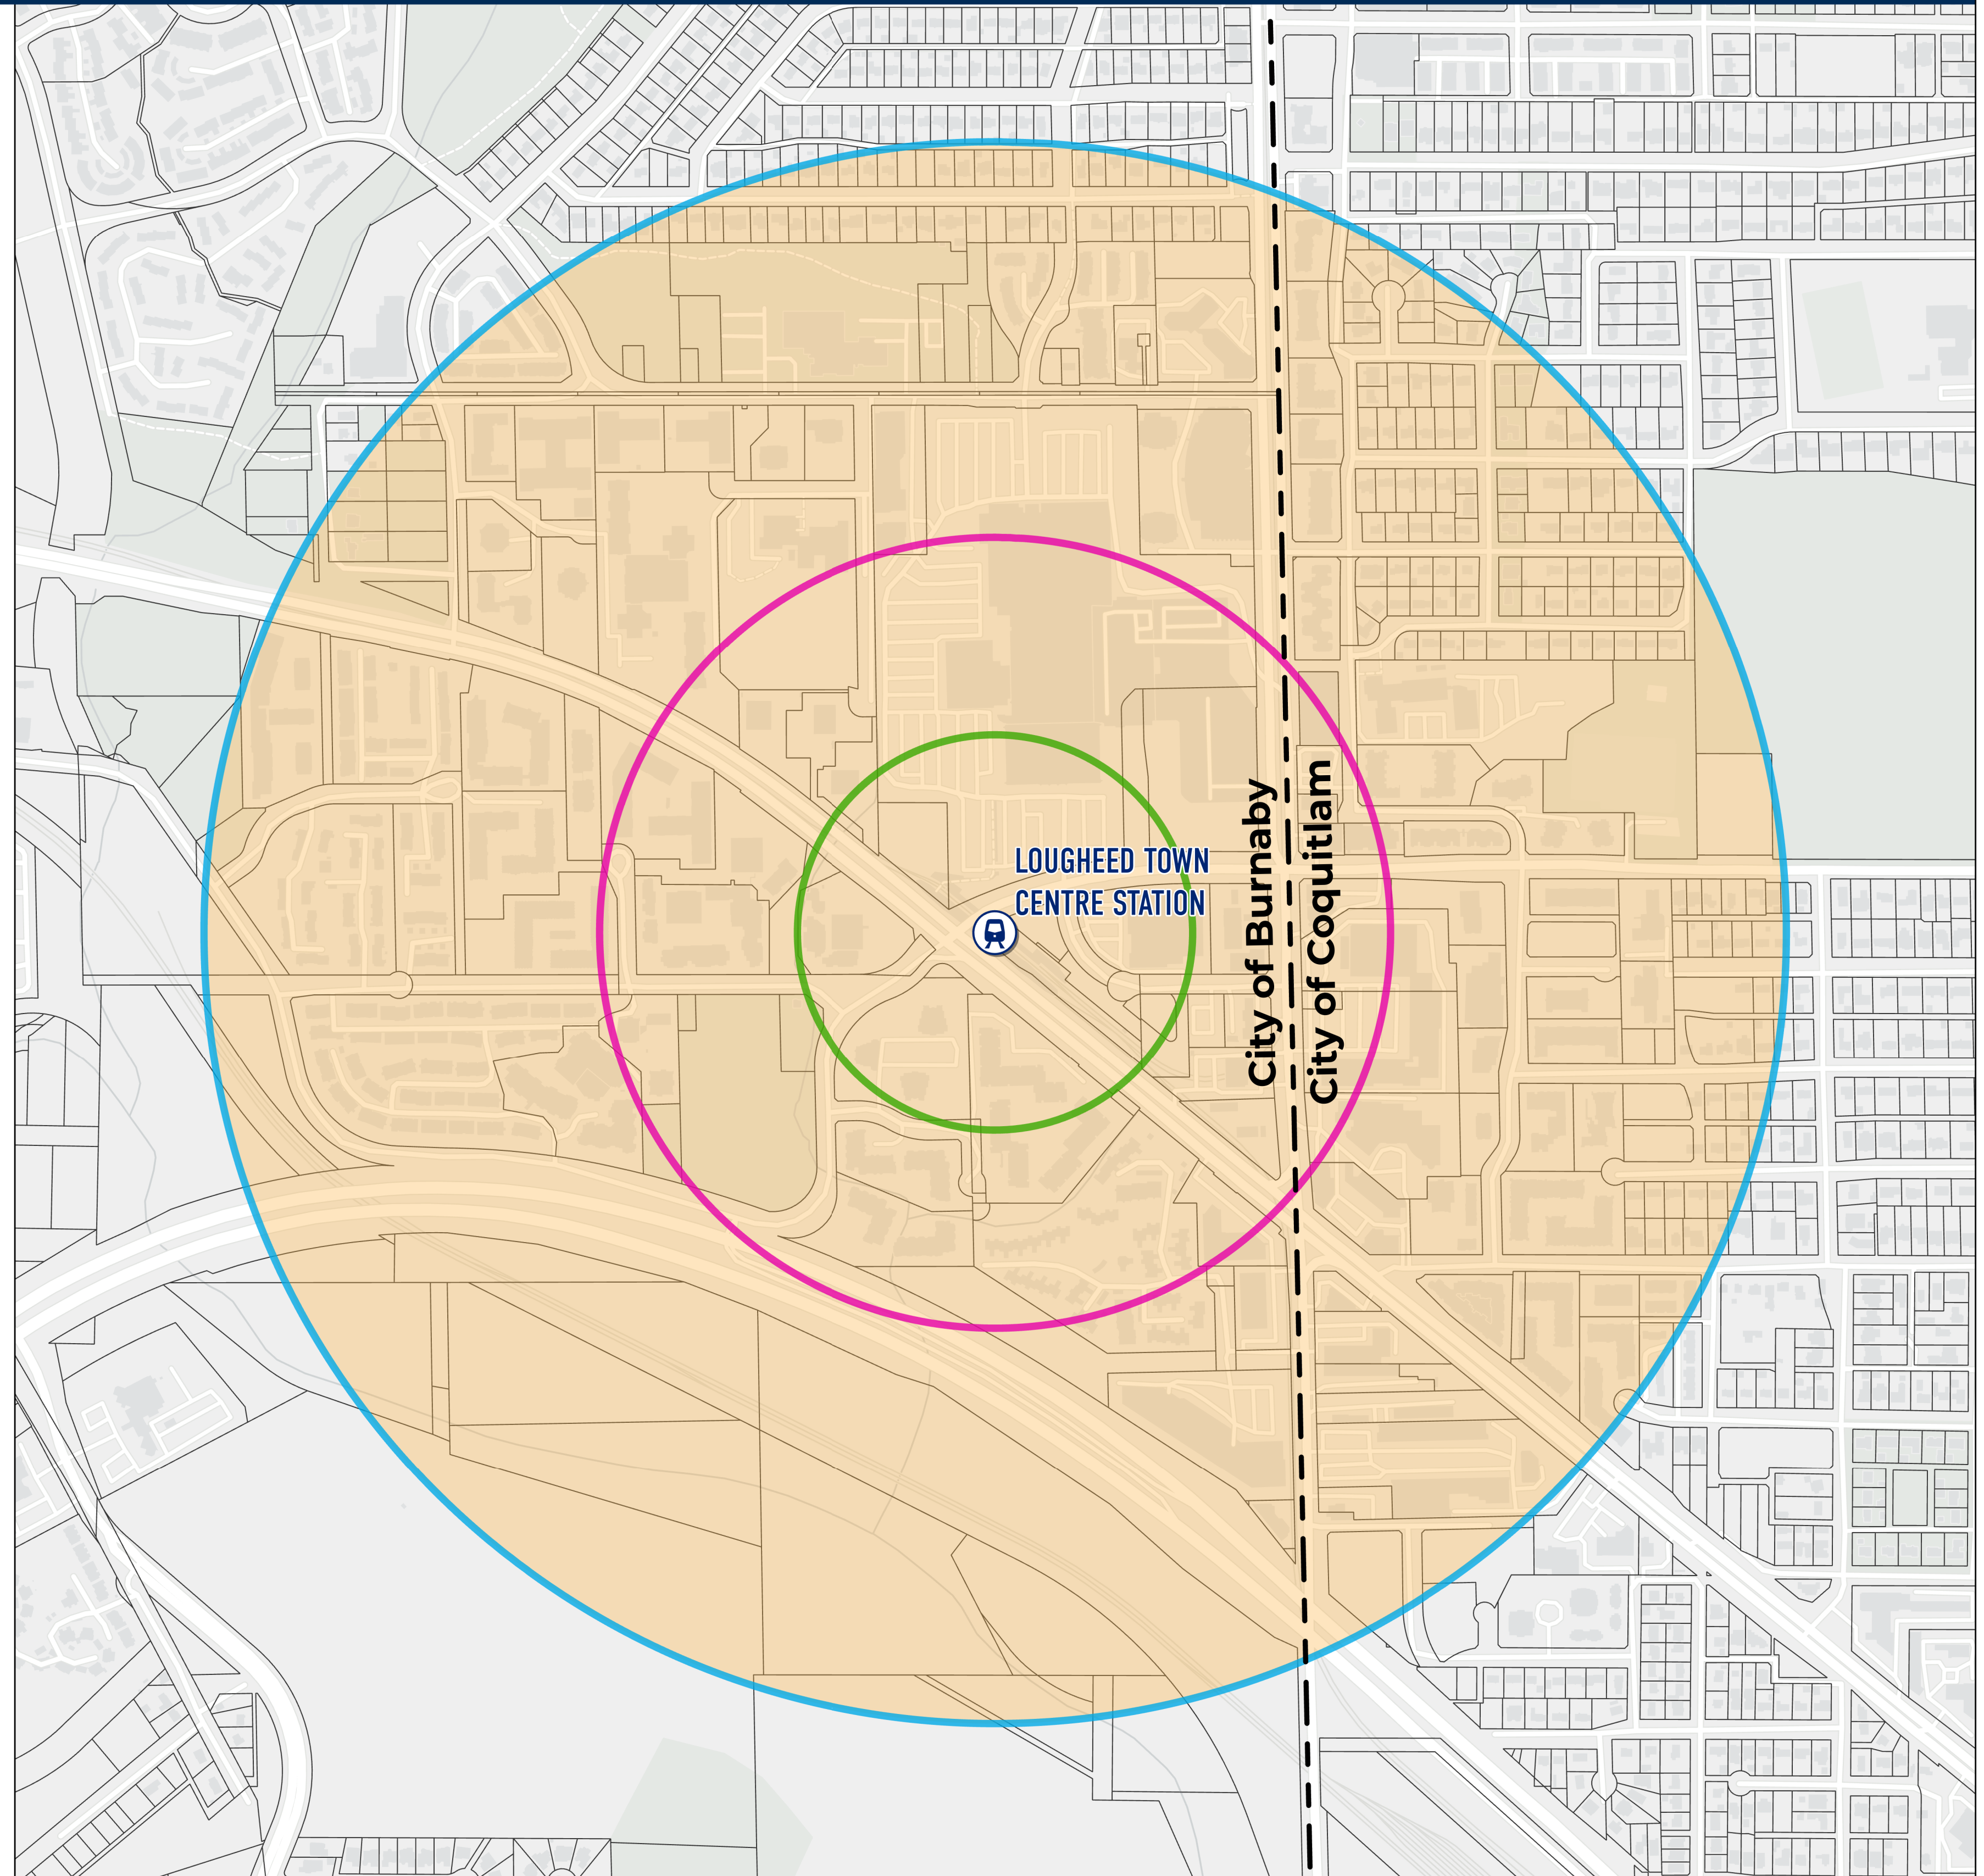 LOUGHEED TOWN
CENTRE STATION
City of Burnaby
City of Coquitlam